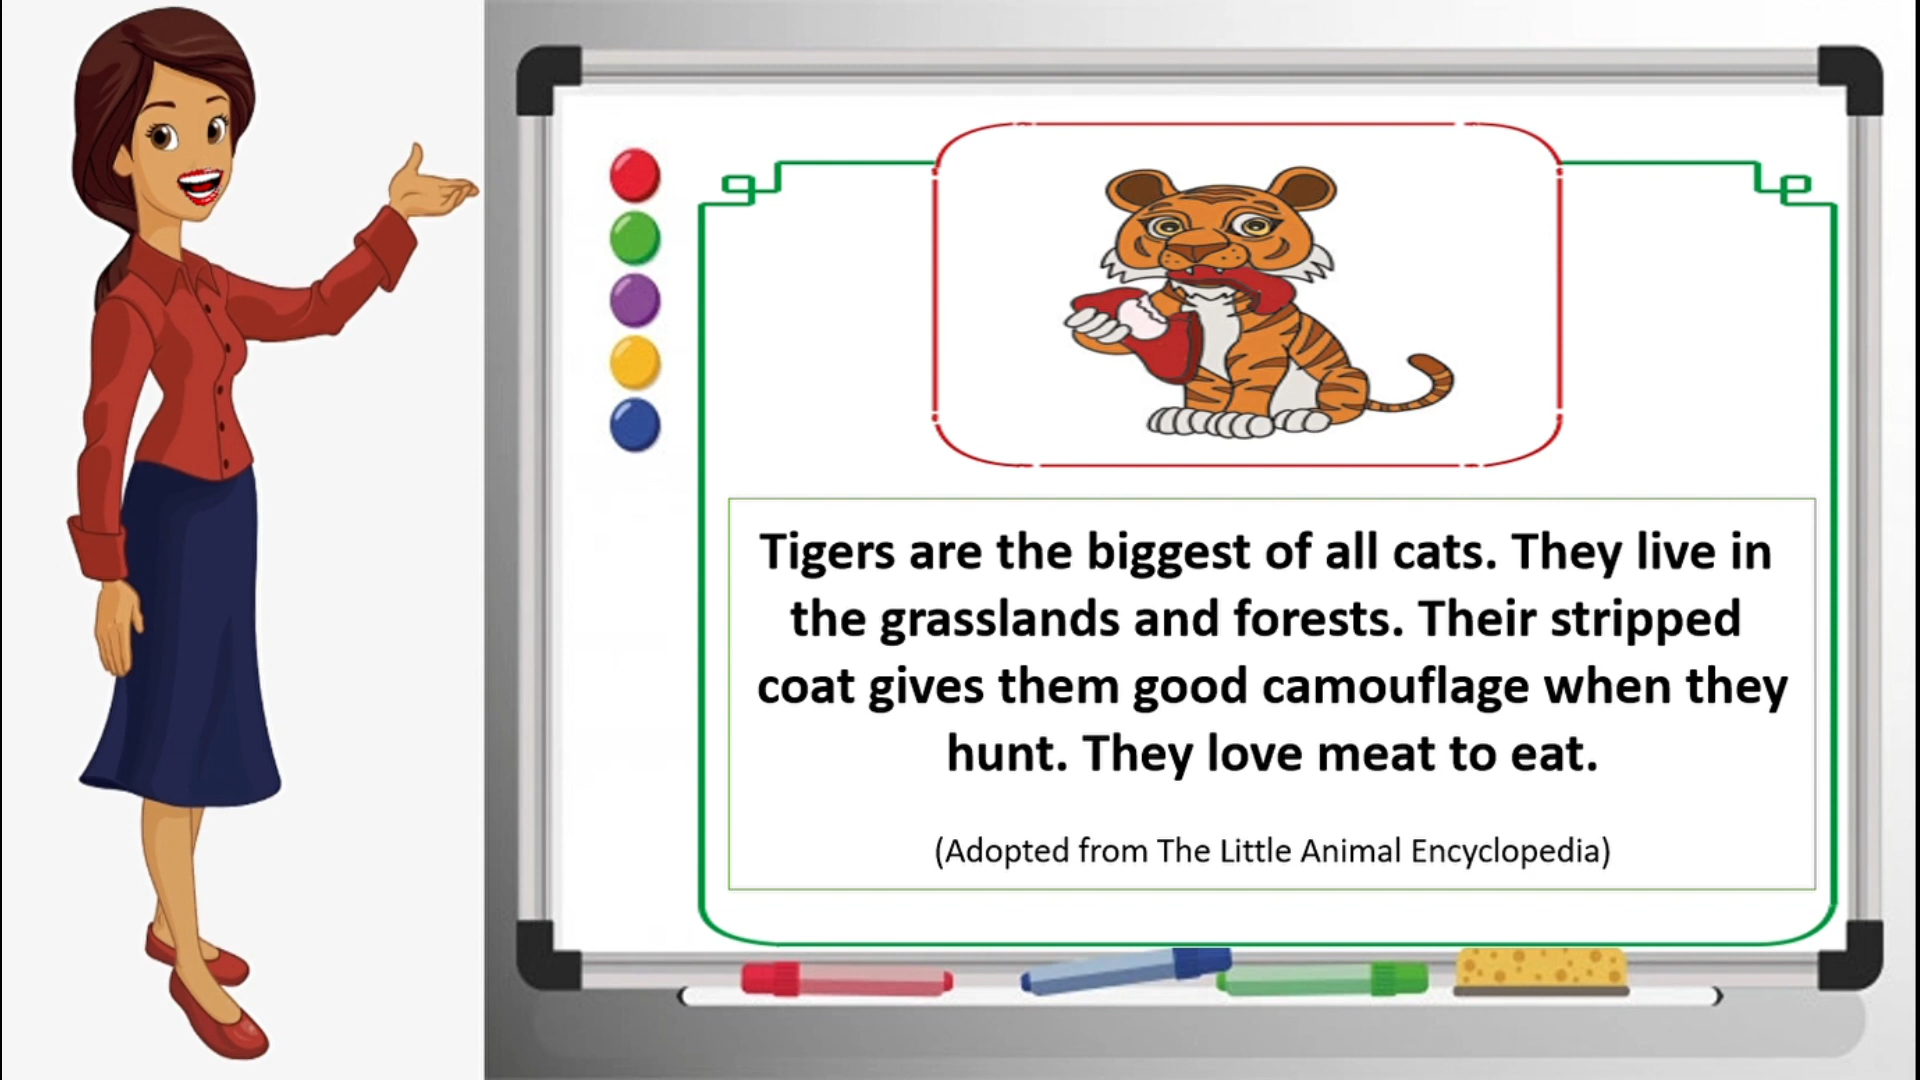 Tigers are the biggest of all cats. They live in
the grasslands and forests. Their stripped
coat gives them good camouflage when they
hunt. They love meat to eat.
(Adopted from The Little Animal Encyclopedia)